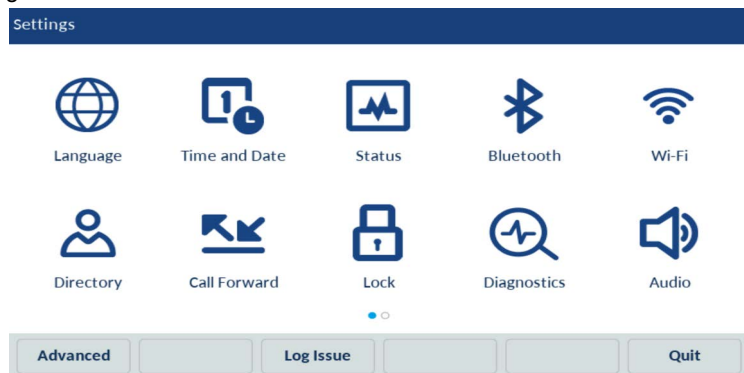 Settings
1
Language Time and Date Status Bluetooth Wi-Fi
Directory Call Forward Lock Diagnostics Audio
Advanced Log Issue Quit